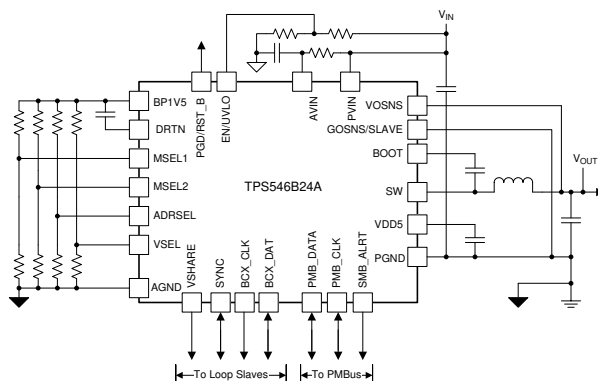 V_IN
PGD/RST_B
EN/UVLO
AVIN
PVIN
BP1V5
DRTN
MSEL1
MSEL2
ADRSEL
VSEL
AGND
TPS546B24A
VOSNS
GOSNS/SLAVE
BOOT
SW
VDD5
PGND
V_OUT
VSHARE
SYNC
BCX_CLK
BCX_DAT
PMB_DATA
PMB_CLK
SMB_ALRT
To Loop Slaves
To PMBus